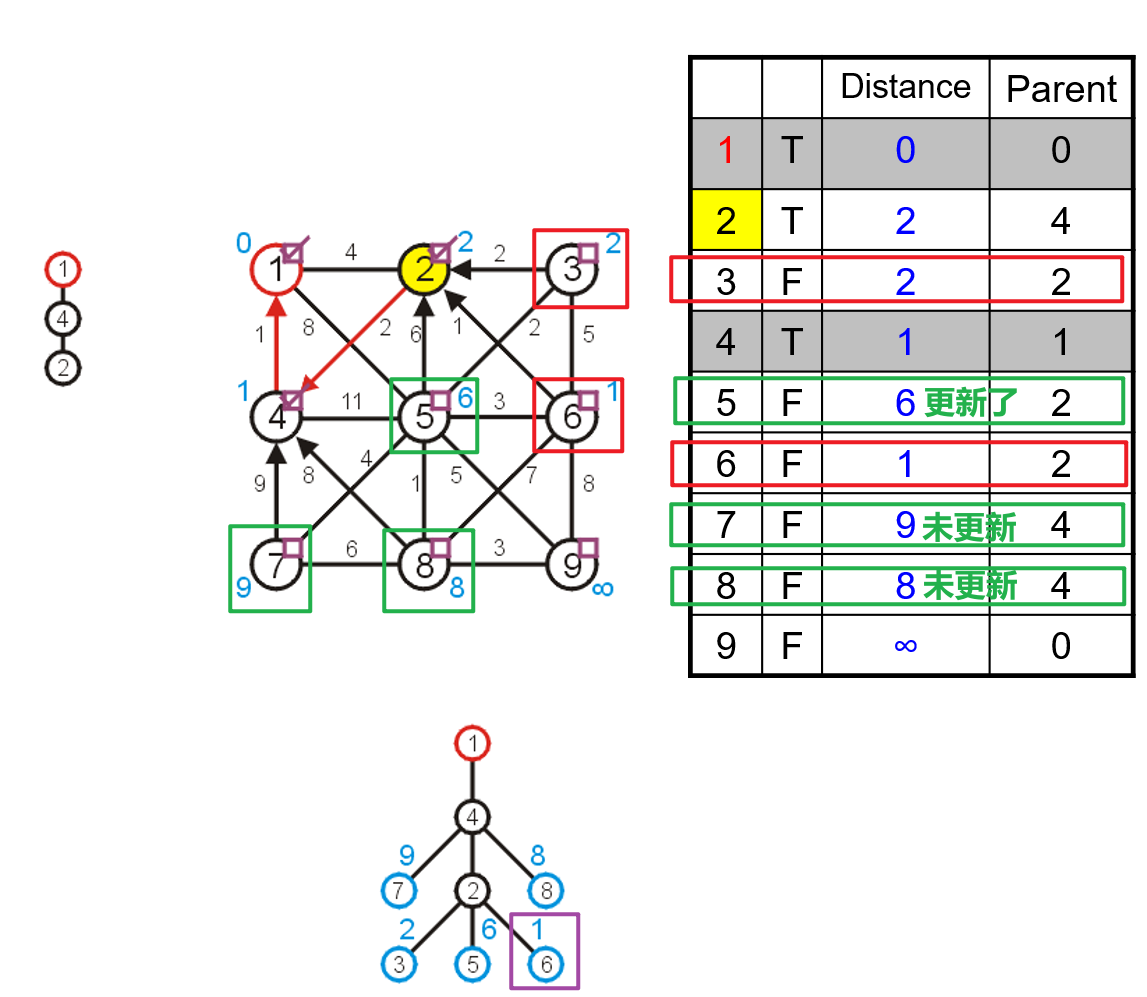 Distance Parent
1 T 0 0
2 T 2 4
3 F 2 2
4 T 1 1
5 F 6 更新了 2
6 F 1 2
7 F 9 未更新 4
8 F 8 未更新 4
9 F ∞ 0
1
4
2
0 1 4 2 2 2 3 2
1 8 2 6 1 2 5
1 4 11 5 6 3 6 1
9 8 4 1 5 7 8
9 7 6 8 8 3 9 ∞
1
4
9 8
7 2 8
2 6 1
3 5 6